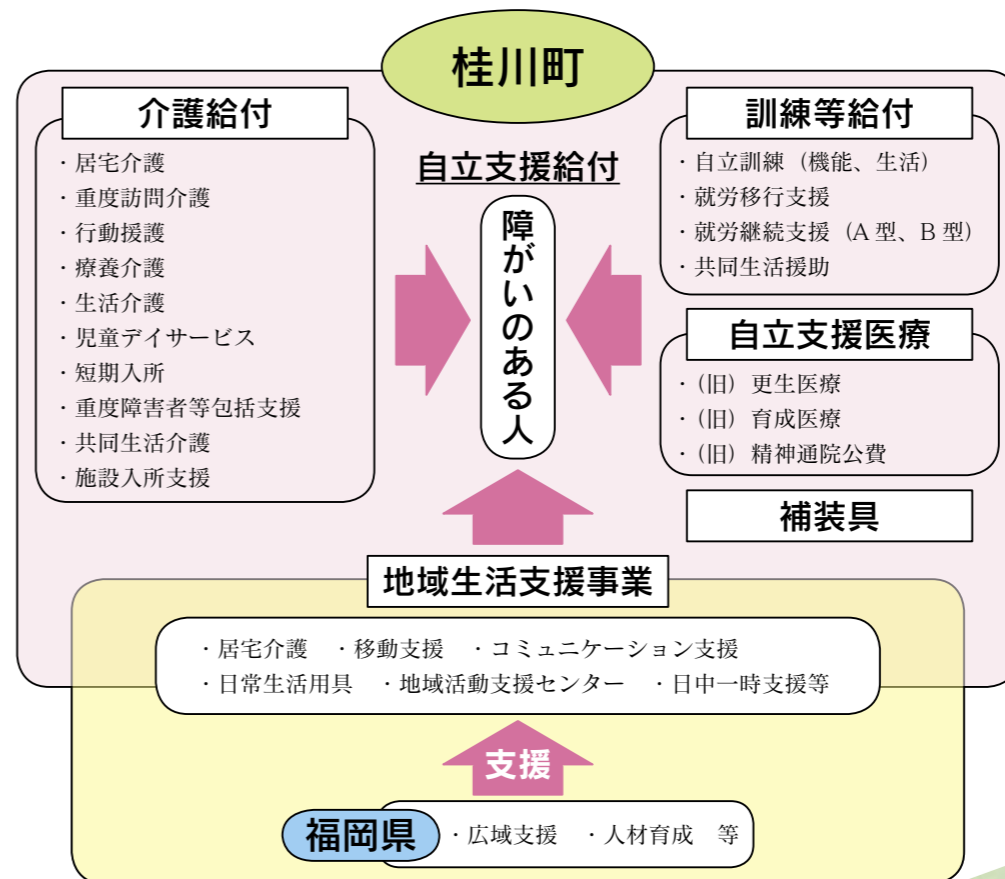 桂川町
介護給付
・居宅介護
・重度訪問介護
・行動援護
・療養介護
・生活介護
・児童デイサービス
・短期入所
・重度障害者等包括支援
・共同生活介護
・施設入所支援
自立支援給付
障がいのある人
訓練等給付
・自立訓練（機能、生活）
・就労移行支援
・就労継続支援（A 型、B 型）
・共同生活援助
自立支援医療
・（旧）更生医療
・（旧）育成医療
・（旧）精神通院公費
補装具
地域生活支援事業
・居宅介護　・移動支援　・コミュニケーション支援
・日常生活用具　・地域活動支援センター　・日中一時支援等
支援
福岡県
・広域支援　・人材育成　等